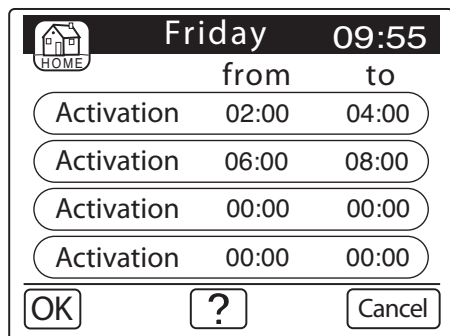 Friday 09:55
HOME
from to
Activation 02:00 04:00
Activation 06:00 08:00
Activation 00:00 00:00
Activation 00:00 00:00
OK ? Cancel